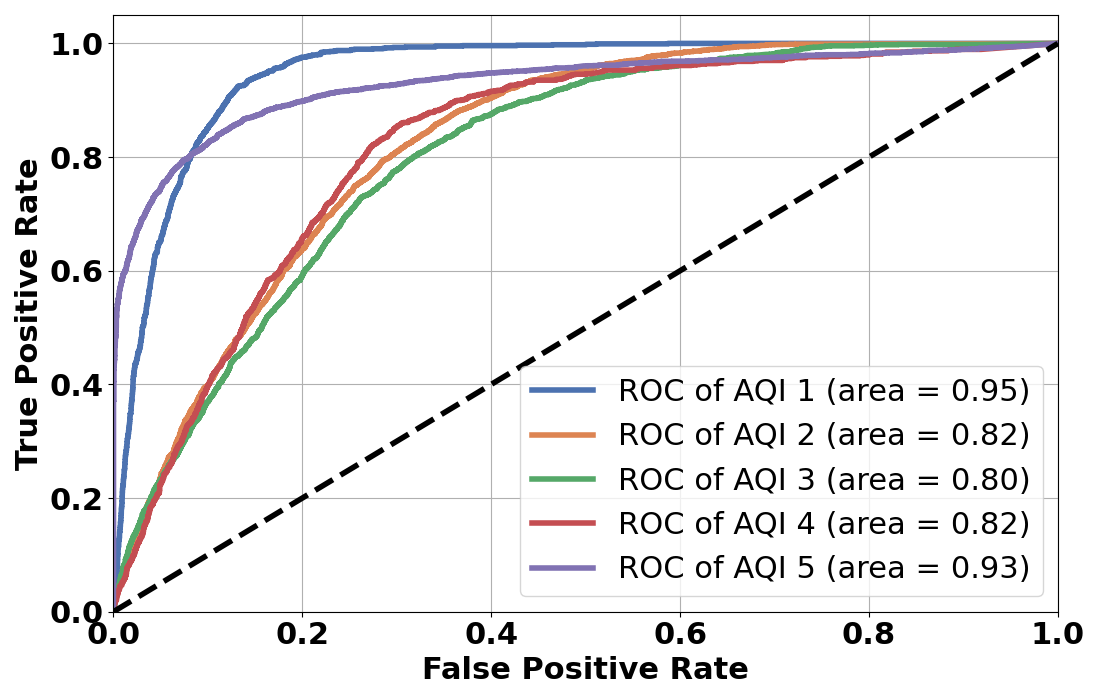 1.0
0.8
0.6
0.4
0.2
0.0
True Positive Rate
ROC of AQI 1 (area = 0.95)
ROC of AQI 2 (area = 0.82)
ROC of AQI 3 (area = 0.80)
ROC of AQI 4 (area = 0.82)
ROC of AQI 5 (area = 0.93)
0.0 0.2 0.4 0.6 0.8 1.0
False Positive Rate